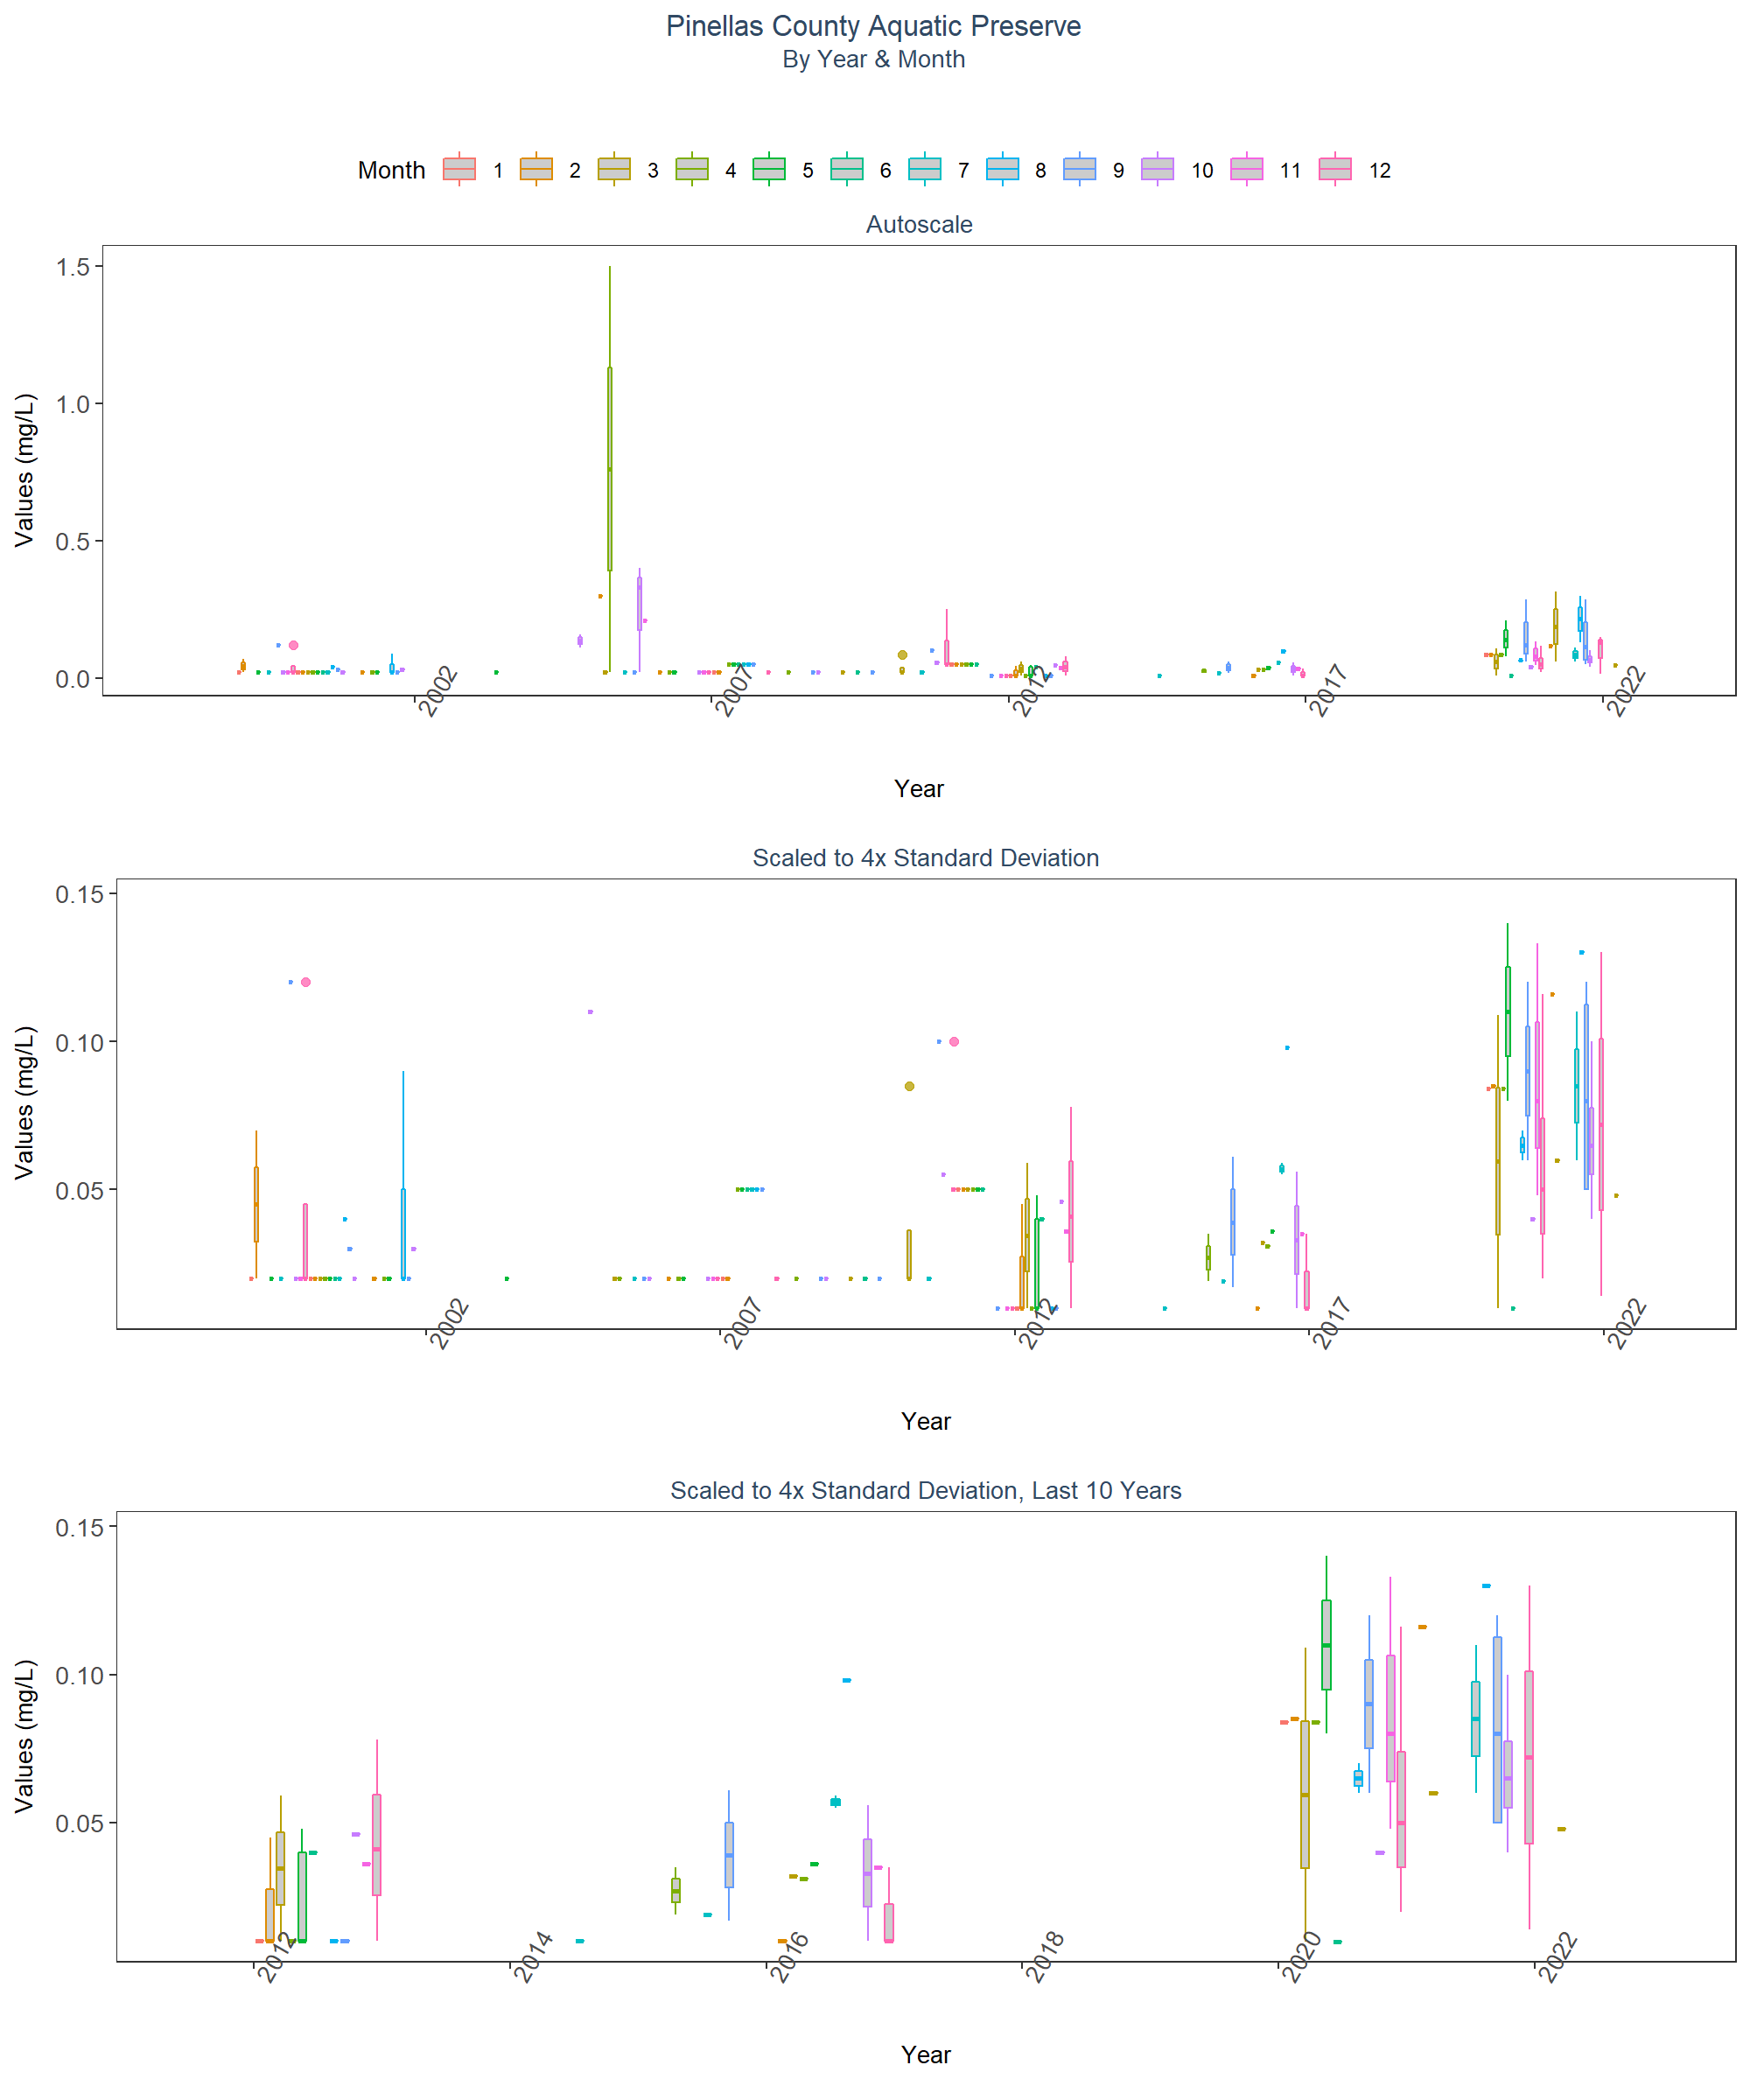 Pinellas County Aquatic Preserve
By Year & Month
Month 1 2 3 4 5 6 7 8 9 10 11 12
Autoscale
1.5
1.0
0.5
0.0
Values (mg/L)
2002 2007 2012 2017 2022
Year
Scaled to 4x Standard Deviation
0.15
0.10
0.05
Values (mg/L)
2002 2007 2012 2017 2022
Year
Scaled to 4x Standard Deviation, Last 10 Years
0.15
0.10
0.05
Values (mg/L)
2012 2014 2016 2018 2020 2022
Year